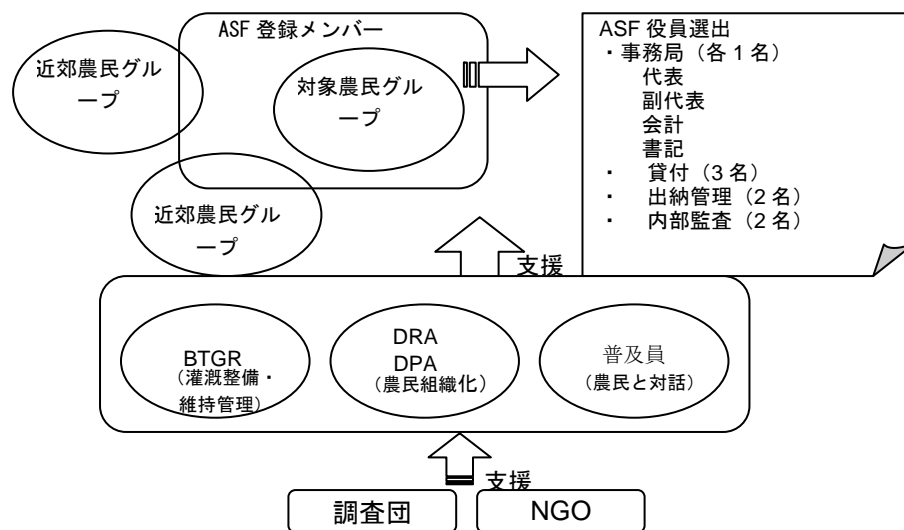 ASF 登録メンバー
近郊農民グル
ープ
対象農民グル
ープ
近郊農民グル
ープ
ASF 役員選出
・事務局（各 1 名）
代表
副代表
会計
書記
・ 貸付（3 名）
・ 出納管理（2 名）
・ 内部監査（2 名）
支援
BTGR
（灌漑整備・
維持管理）
DRA
DPA
（農民組織化）
普及員
（農民と対話）
支援
調査団
NGO